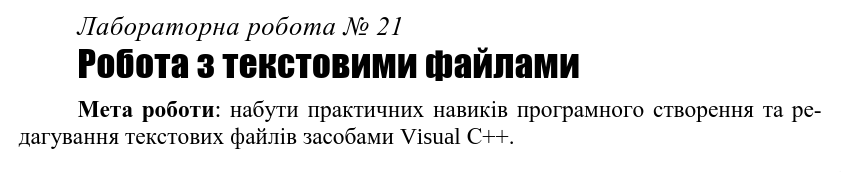 Лабораторна робота № 21
Робота з текстовими файлами
Мета роботи: набути практичних навиків програмного створення та ре-
дагування текстових файлів засобами Visual C++.